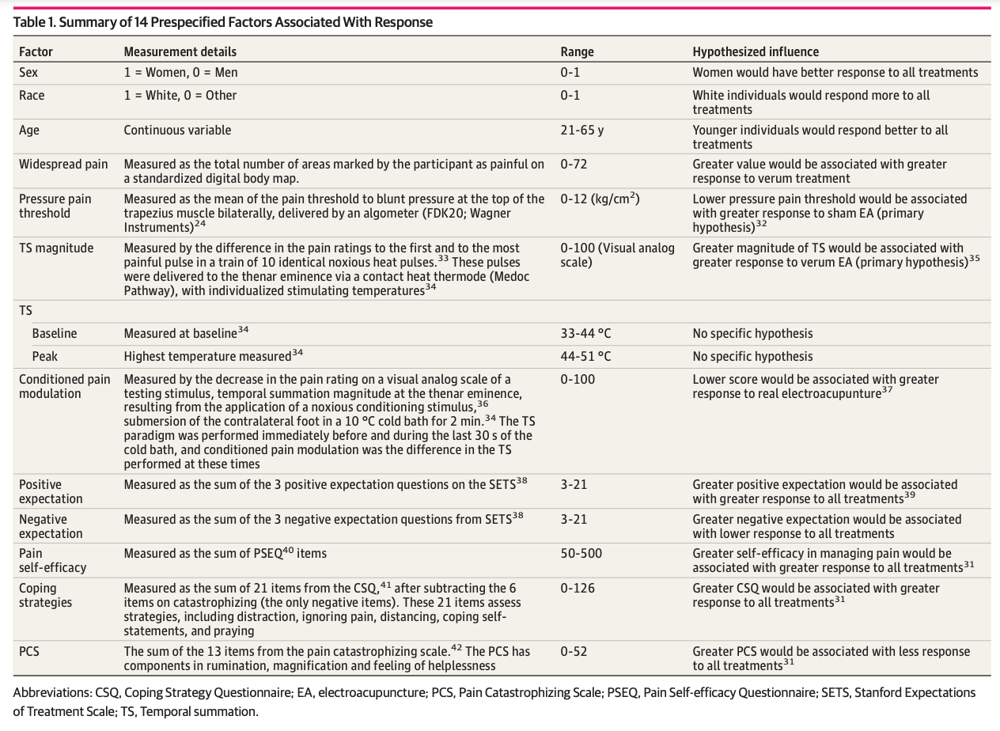 Table 1. Summary of 14 Prespecified Factors Associated With Response
Factor Measurement details Range Hypothesized influence
Sex 1 = Women, 0 = Men 0-1 Women would have better response to all treatments
Race 1 = White, 0 = Other 0-1 White individuals would respond more to all
treatments
Age Continuous variable 21-65 y Younger individuals would respond better to all
treatments
Widespread pain Measured as the total number of areas marked by the participant as painful on 0-72 Greater value would be associated with greater
a standardized digital body map. response to verum treatment
Pressure pain Measured as the mean of the pain threshold to blunt pressure at the top of the 0-12 (kg/cm²) Lower pressure pain threshold would be associated
threshold trapezius muscle bilaterally, delivered by an algometer (FDK20; Wagner with greater response to sham EA (primary
Instruments)24 hypothesis)32
TS magnitude Measured by the difference in the pain ratings to the first and to the most 0-100 (Visual analog Greater magnitude of TS would be associated with
painful pulse in a train of 10 identical noxious heat pulses.33 These pulses scale) greater response to verum EA (primary hypothesis)35
were delivered to the thenar eminence via a contact heat thermode (Medoc
Pathway), with individualized stimulating temperatures34
TS
Baseline Measured at baseline34 33-44 °C No specific hypothesis
Peak Highest temperature measured34 44-51 °C No specific hypothesis
Conditioned pain Measured by the decrease in the pain rating on a visual analog scale of a 0-100 Lower score would be associated with greater
modulation testing stimulus, temporal summation magnitude at the thenar eminence, response to real electroacupunture37
resulting from the application of a noxious conditioning stimulus,36
submersion of the contralateral foot in a 10 °C cold bath for 2 min.34 The TS
paradigm was performed immediately before and during the last 30 s of the
cold bath, and conditioned pain modulation was the difference in the TS
performed at these times
Positive Measured as the sum of the 3 positive expectation questions on the SETS38 3-21 Greater positive expectation would be associated
expectation with greater response to all treatments39
Negative Measured as the sum of the 3 negative expectation questions from SETS38 3-21 Greater negative expectation would be associated
expectation with lower response to all treatments
Pain Measured as the sum of PSEQ40 items 50-500 Greater self-efficacy in managing pain would be
self-efficacy associated with greater response to all treatments31
Coping Measured as the sum of 21 items from the CSQ,41 after subtracting the 6 0-126 Greater CSQ would be associated with greater
strategies items on catastrophizing (the only negative items). These 21 items assess response to all treatments31
strategies, including distraction, ignoring pain, distancing, coping self-
statements, and praying
PCS The sum of the 13 items from the pain catastrophizing scale.42 The PCS has 0-52 Greater PCS would be associated with less response
components in rumination, magnification and feeling of helplessness to all treatments31
Abbreviations: CSQ, Coping Strategy Questionnaire; EA, electroacupuncture; PCS, Pain Catastrophizing Scale; PSEQ, Pain Self-efficacy Questionnaire; SETS, Stanford Expectations
of Treatment Scale; TS, Temporal summation.